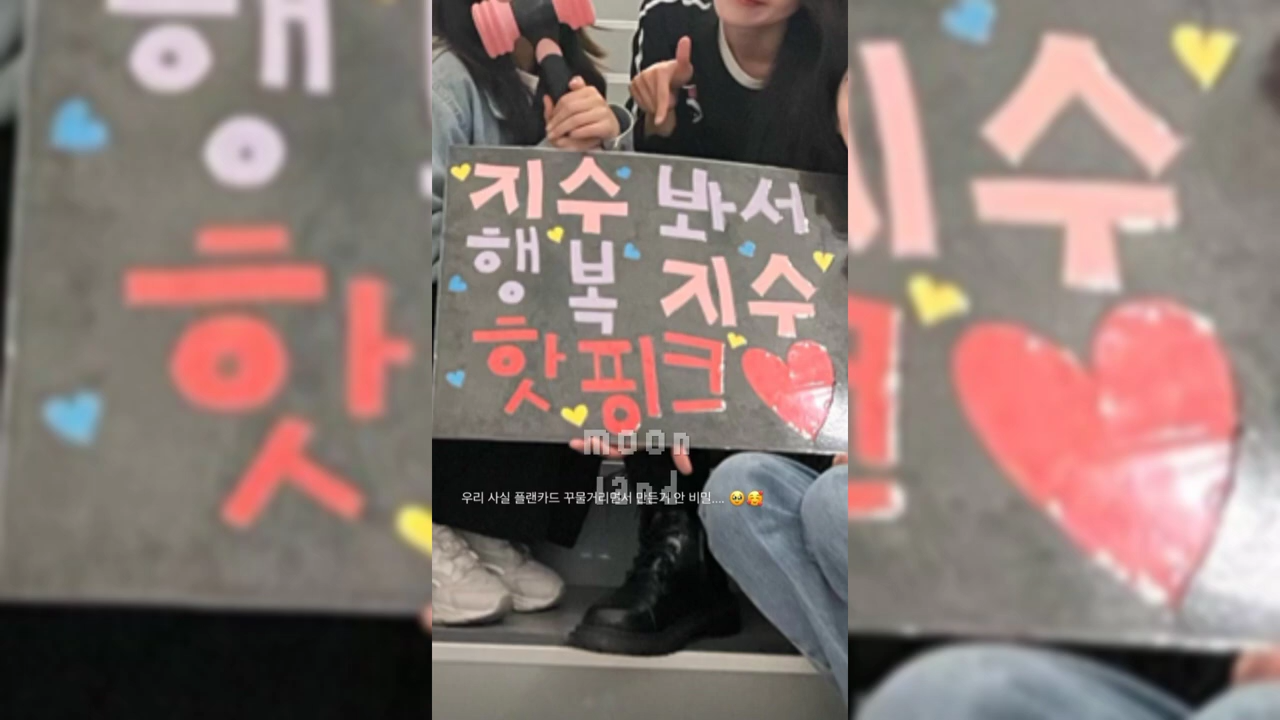 지수 봐서
행복 지수
핫핑크
moon
land
우리 사실 플랜카드 꾸물거리면서 만든거 안 비밀.... 🥹🥰